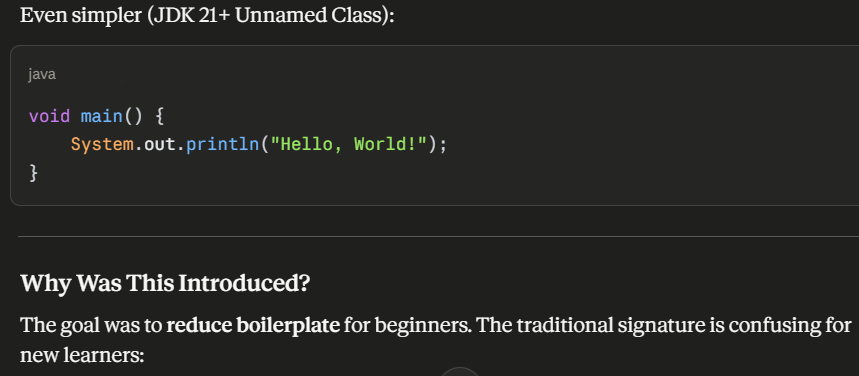 Even simpler (JDK 21+ Unnamed Class):
java
void main() {
    System.out.println("Hello, World!");
}
Why Was This Introduced?
The goal was to reduce boilerplate for beginners. The traditional signature is confusing for
new learners: